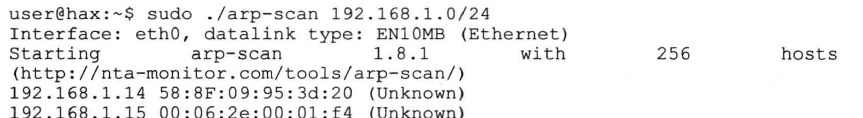 user@hax:~$ sudo ./arp-scan 192.168.1.0/24
Interface: eth0, datalink type: EN10MB (Ethernet)
Starting arp-scan 1.8.1 with 256 hosts
(http://nta-monitor.com/tools/arp-scan/)
192.168.1.14 58:8F:09:95:3d:20 (Unknown)
192.168.1.15 00:06:2e:00:01:f4 (Unknown)